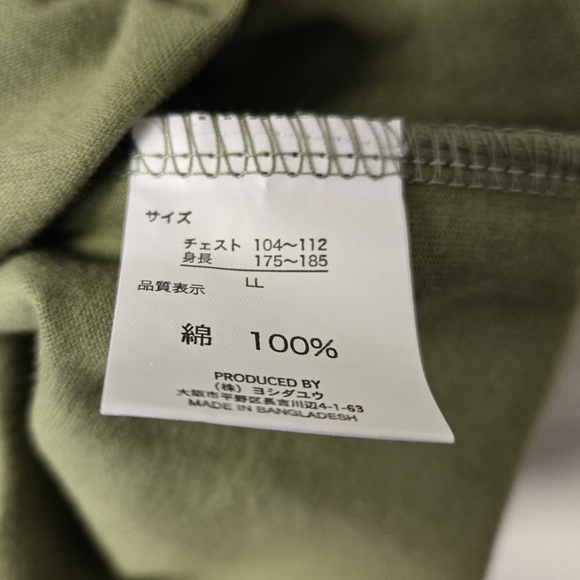 サイズ
チェスト 104～112
身長 175～185
LL
品質表示
綿 100%
PRODUCED BY
（株）ヨシダユウ
大阪市平野区長吉川辺4-1-63
MADE IN BANGLADESH